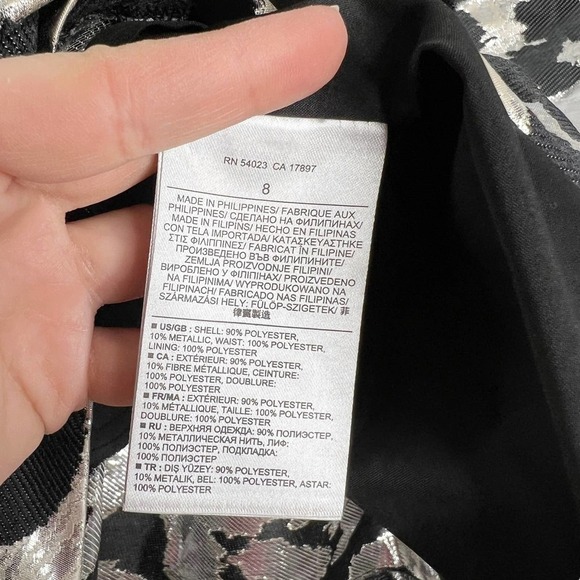 RN 54023 CA 17897
8
MADE IN PHILIPPINES/ FABRIQUE AUX
PHILIPPINES/ СДЕЛАНО НА ФИЛИПИНАХ/
MADE IN FILIPINS/ HECHO EN FILIPINAS
CON TELA IMPORTADA/ ΚΑΤΑΣΚΕΥΑΣΤΗΚΕ
ΣΤΙΣ ΦΙΛΙΠΠΙΝΕΣ/ FABRICAT ÎN FILIPINE/
ПРОИЗВЕДЕНО ВЪВ ФИЛИПИНИТЕ/
ZEMLJA PROIZVODNJE FILIPINI/
ВИРОБЛЕНО У ФІЛІПІНАХ/ PROIZVEDENO
NA FILIPINIMA/ WYPRODUKOWANO NA
FILIPINACH/ FABRICADO NAS FILIPINAS/
SZÁRMAZÁSI HELY: FÜLÖP-SZIGETEK/ 菲
律賓製造
■ US/GB : SHELL: 90% POLYESTER,
10% METALLIC, WAIST: 100% POLYESTER,
LINING: 100% POLYESTER
■ CA : EXTÉRIEUR: 90% POLYESTER,
10% FIBRE MÉTALLIQUE, CEINTURE:
100% POLYESTER, DOUBLURE:
100% POLYESTER
■ FR/MA : EXTÉRIEUR: 90% POLYESTER,
10% MÉTALLIQUE, TAILLE: 100% POLYESTER,
DOUBLURE: 100% POLYESTER
■ RU : ВЕРХНЯЯ ОДЕЖДА: 90% ПОЛИЭСТЕР,
10% МЕТАЛЛИЧЕСКАЯ НИТЬ, ЛИФ:
100% ПОЛИЭСТЕР, ПОДКЛАДКА:
100% ПОЛИЭСТЕР
■ TR : DIŞ YÜZEY: 90% POLYESTER,
10% METALIK, BEL: 100% POLYESTER, ASTAR:
100% POLYESTER